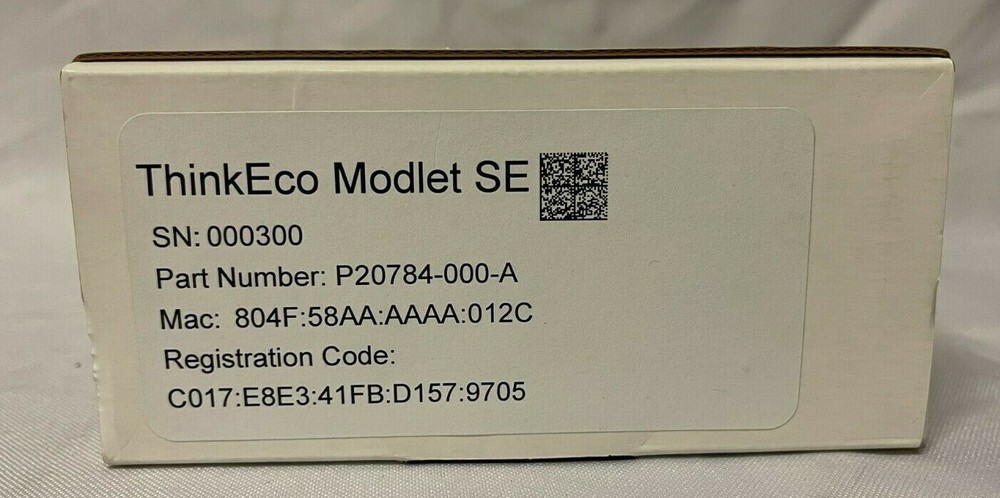 ThinkEco Modlet SE
SN: 000300
Part Number: P20784-000-A
Mac: 804F:58AA:AAAA:012C
Registration Code:
C017:E8E3:41FB:D157:9705